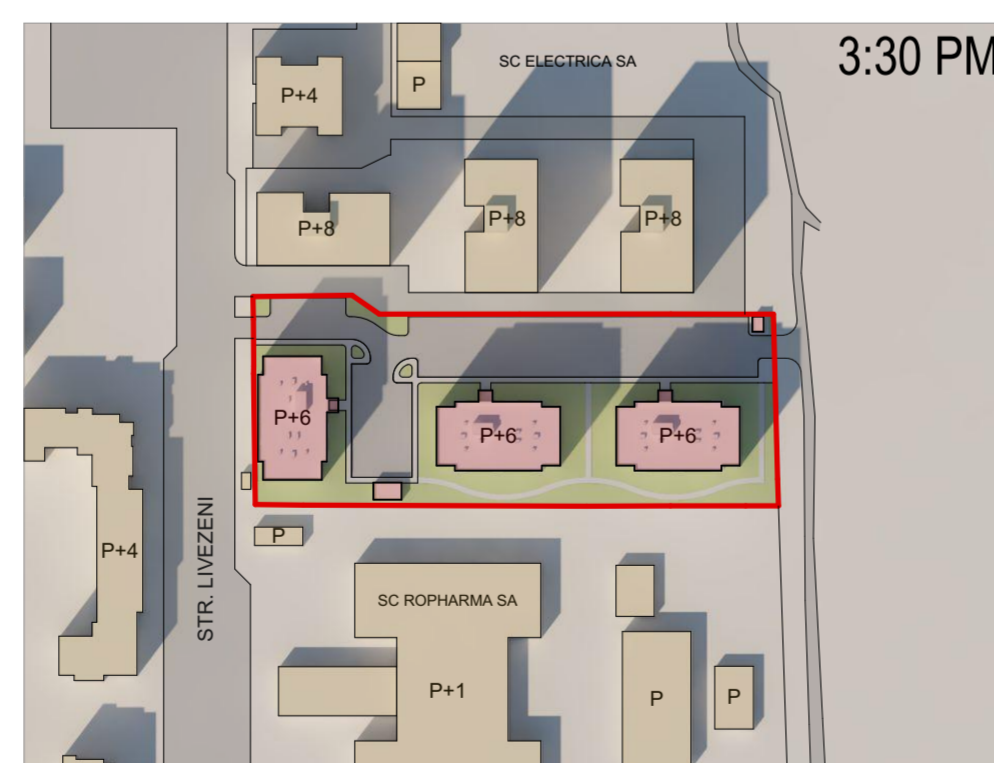 3:30 PM
SC ELECTRICA SA
P
P+4
P+8
P+8
P+8
P+6
P+6
P+6
P+4
STR. LIVEZENI
P
SC ROPHARMA SA
P+1
P
P